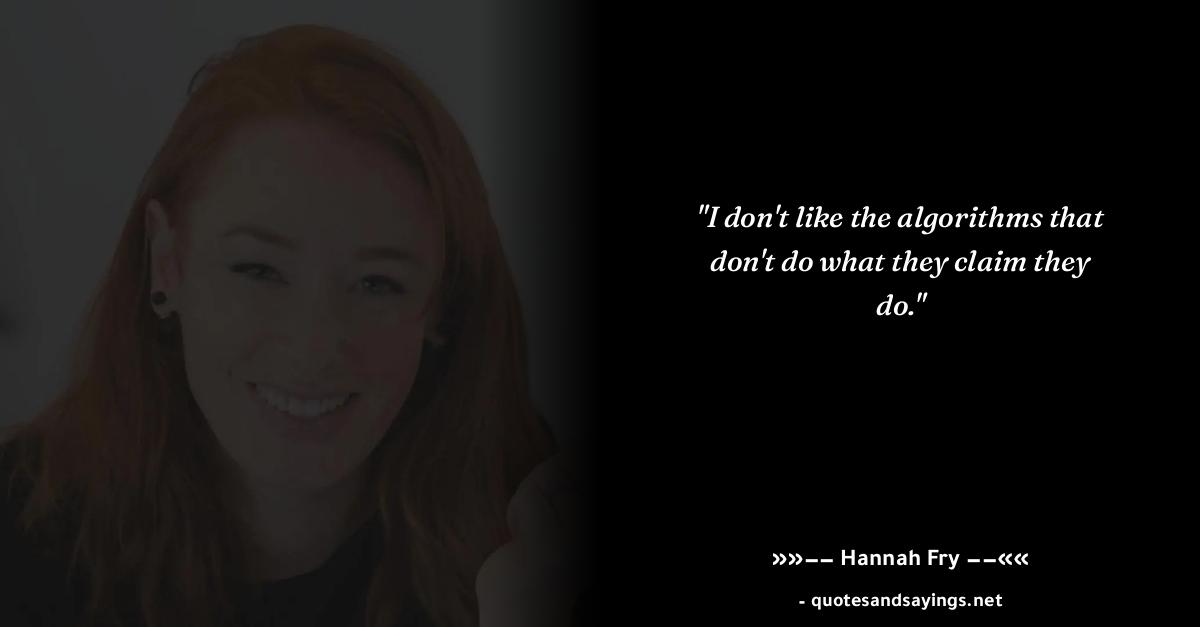 "I don't like the algorithms that
don't do what they claim they
do."
»»−− Hannah Fry −−««
- quotesandsayings.net